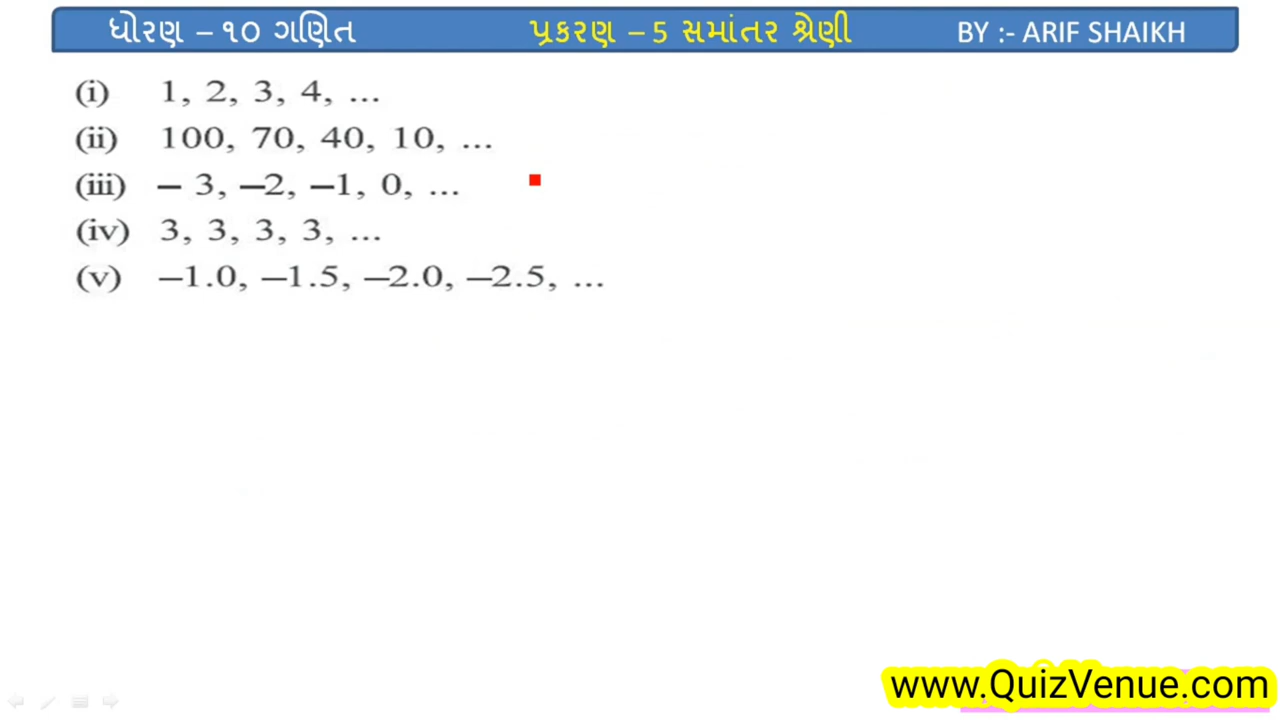 ધોરણ – ૧૦ ગણિત પ્રકરણ – 5 સમાંતર શ્રેણી BY :- ARIF SHAIKH
(i) 1, 2, 3, 4, ...
(ii) 100, 70, 40, 10, ...
(iii) – 3, –2, –1, 0, ...
(iv) 3, 3, 3, 3, ...
(v) –1.0, –1.5, –2.0, –2.5, ...
www.QuizVenue.com